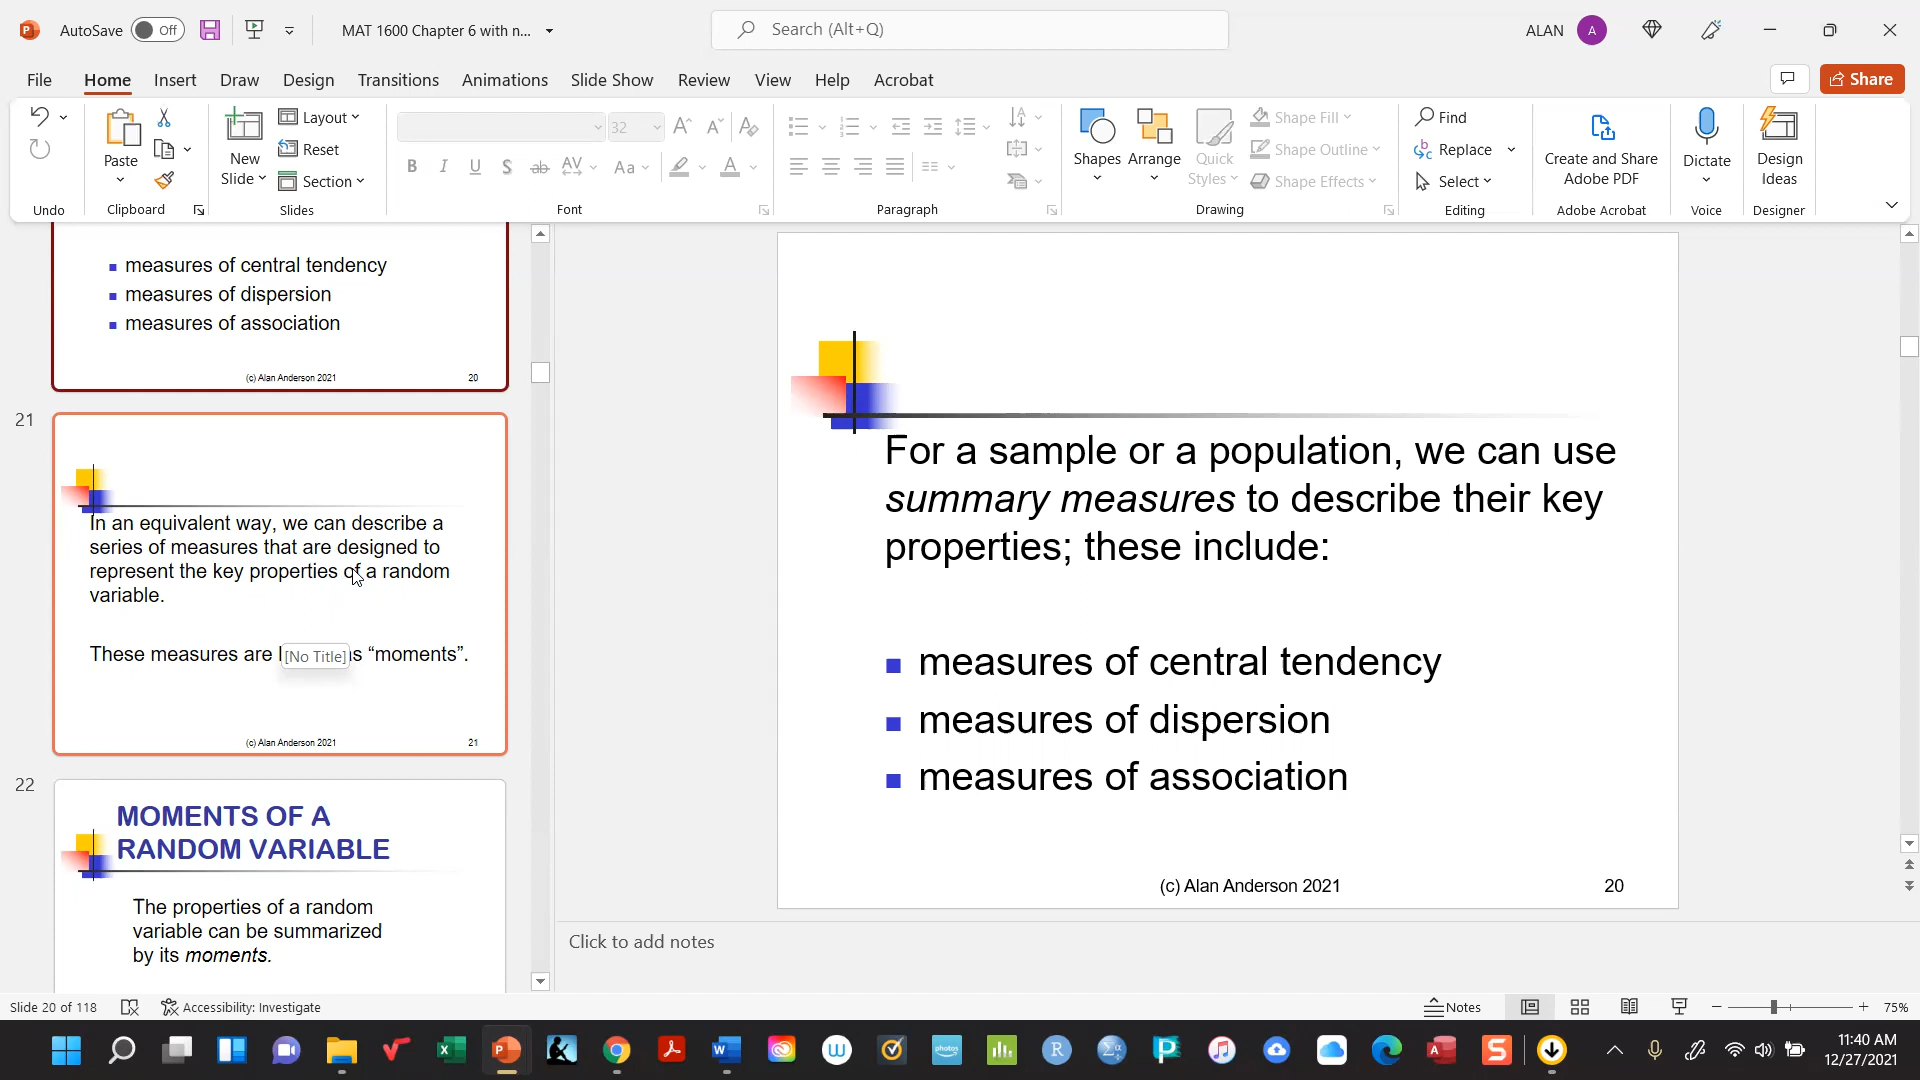 AutoSave Off MAT 1600 Chapter 6 with n... Search (Alt+Q) ALAN A
File Home Insert Draw Design Transitions Animations Slide Show Review View Help Acrobat Share
Paste
New
Slide
Layout
Reset
Section
32
B I U S ab AV Aa A
Shapes Arrange Quick
Styles
Shape Fill
Shape Outline
Shape Effects
Find
Replace
Select
Create and Share
Adobe PDF
Dictate
Design
Ideas
Undo Clipboard Slides Font Paragraph Drawing Editing Adobe Acrobat Voice Designer
measures of central tendency
measures of dispersion
measures of association
(c) Alan Anderson 2021 20
21
In an equivalent way, we can describe a
series of measures that are designed to
represent the key properties of a random
variable.
These measures are [No Title]s “moments”.
(c) Alan Anderson 2021 21
22
MOMENTS OF A
RANDOM VARIABLE
The properties of a random
variable can be summarized
by its moments.
For a sample or a population, we can use
summary measures to describe their key
properties; these include:
measures of central tendency
measures of dispersion
measures of association
(c) Alan Anderson 2021 20
Click to add notes
Slide 20 of 118 Accessibility: Investigate Notes 75%
11:40 AM
12/27/2021